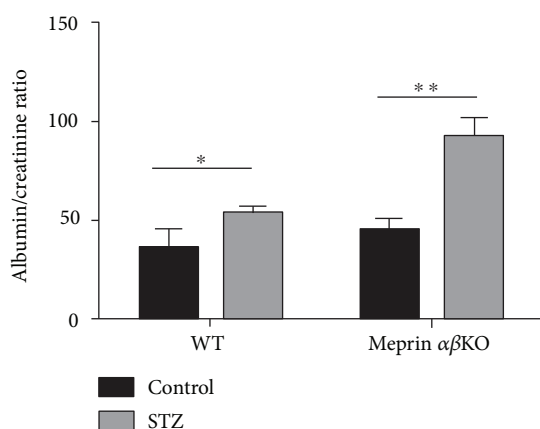 Albumin/creatinine ratio
150
100
50
0
*
**
WT
Meprin αβKO
Control
STZ